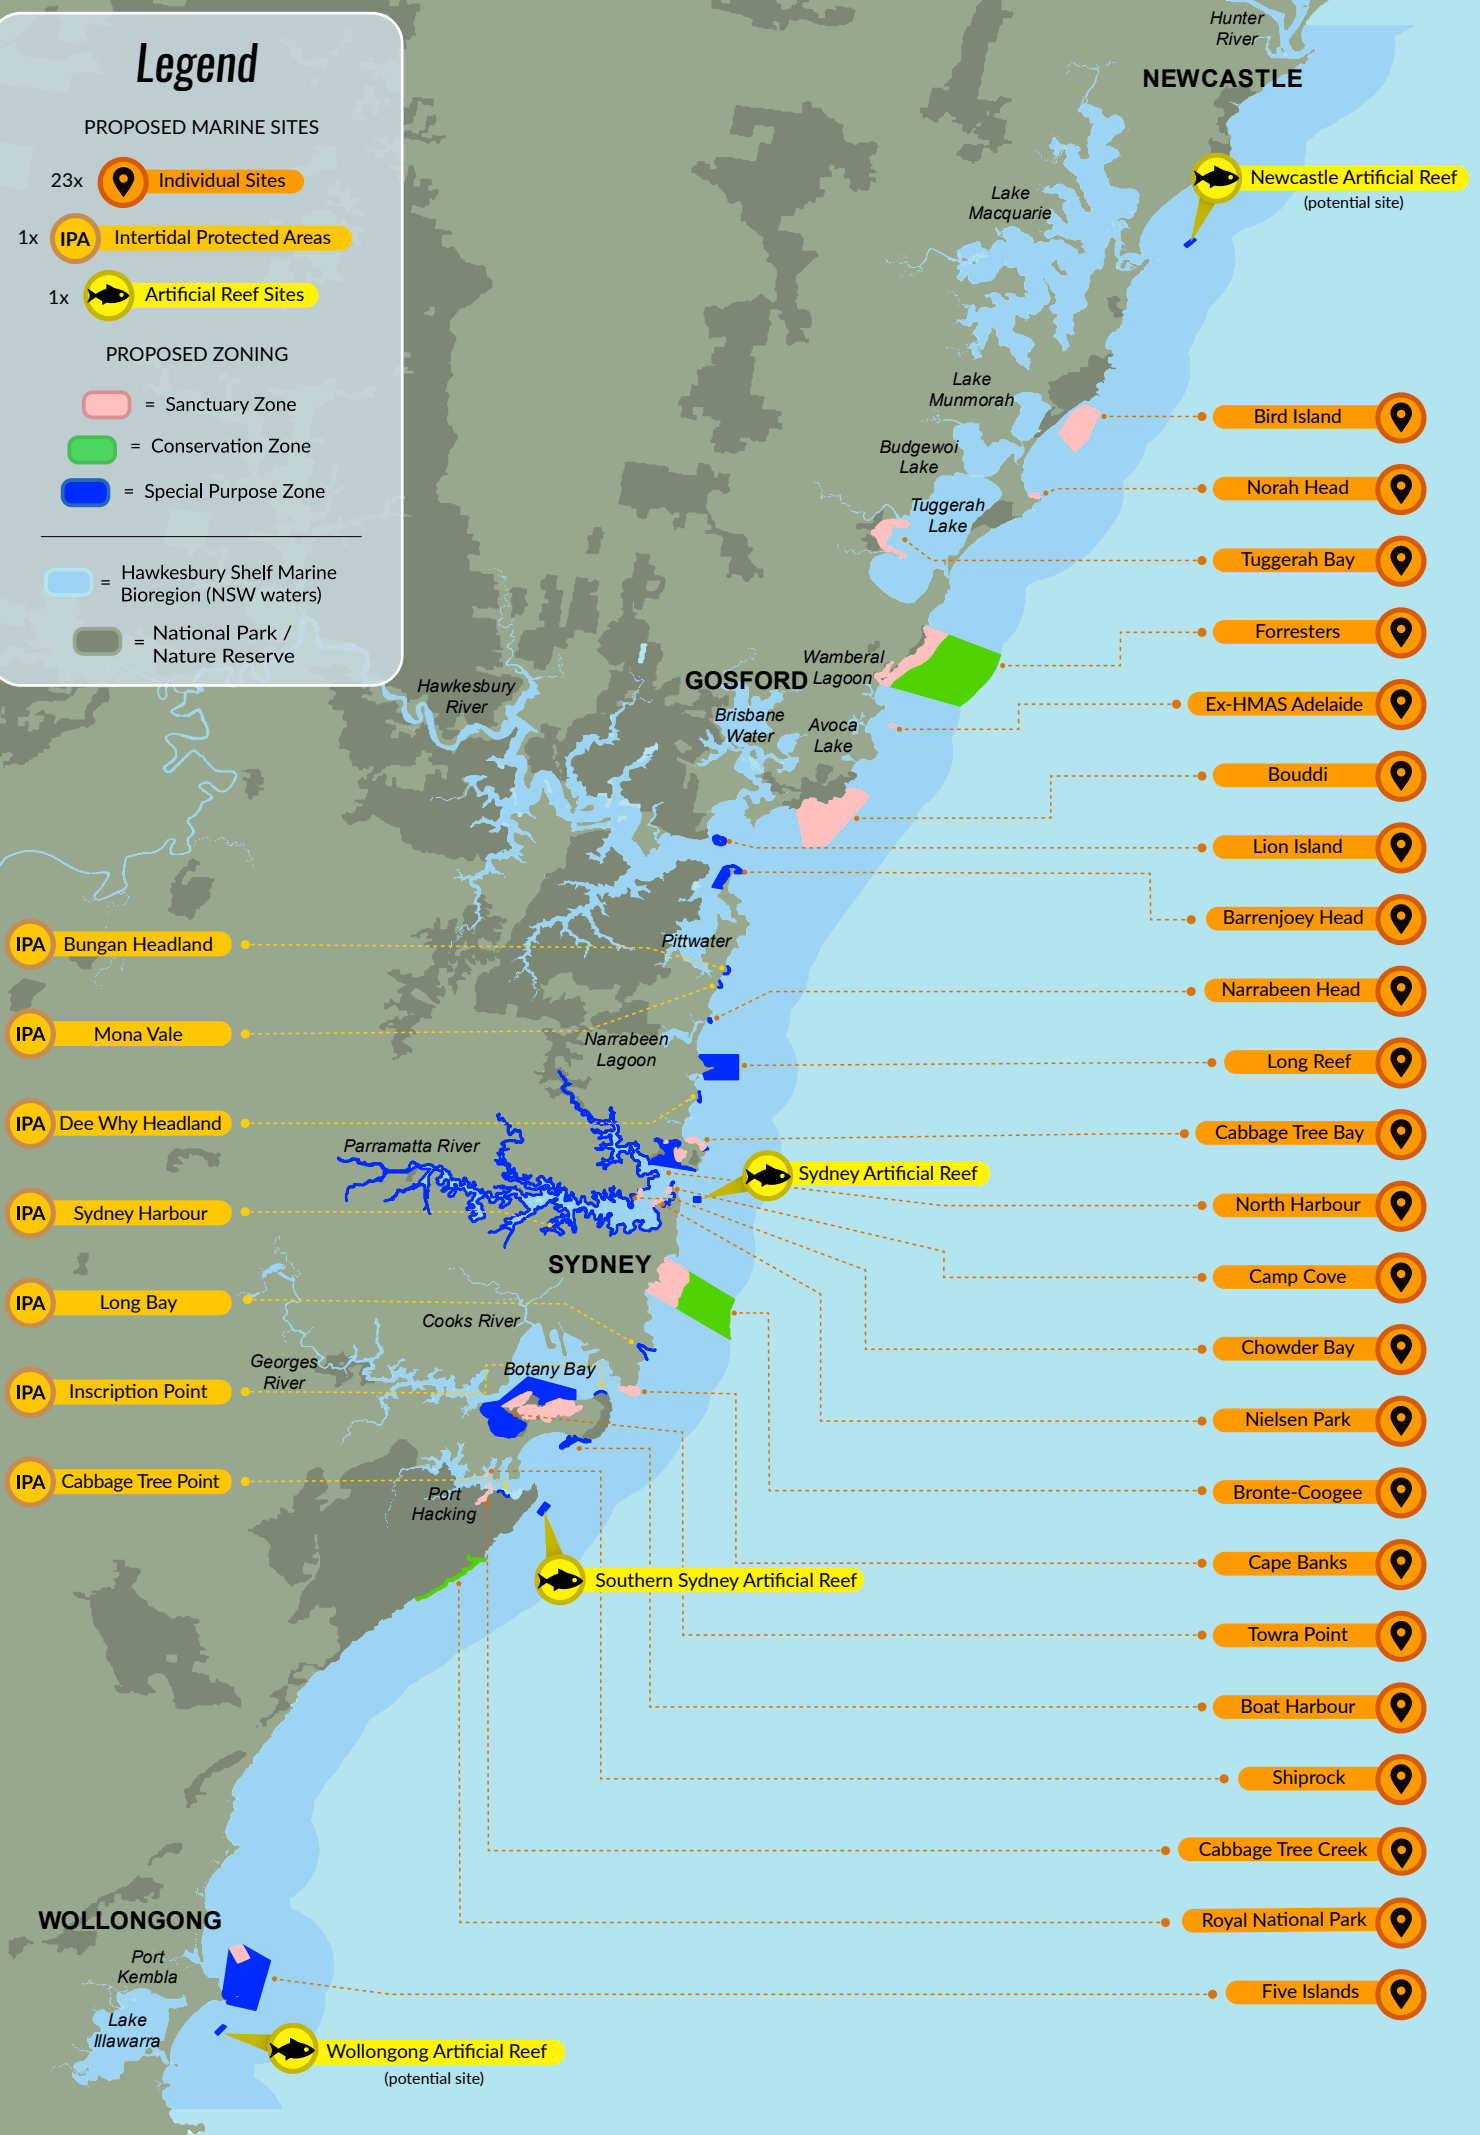 Legend
PROPOSED MARINE SITES
23x Individual Sites
1x IPA Intertidal Protected Areas
1x Artificial Reef Sites
PROPOSED ZONING
= Sanctuary Zone
= Conservation Zone
= Special Purpose Zone
= Hawkesbury Shelf Marine
Bioregion (NSW waters)
= National Park /
Nature Reserve
Hunter
River
NEWCASTLE
Newcastle Artificial Reef
(potential site)
Lake
Macquarie
Lake
Munmorah
Budgewoi
Lake
Tuggerah
Lake
Wamberal
Lagoon
GOSFORD
Hawkesbury
River
Brisbane
Water
Avoca
Lake
Pittwater
Narrabeen
Lagoon
Parramatta River
Sydney Artificial Reef
SYDNEY
Cooks River
Georges
River
Botany Bay
Port
Hacking
Southern Sydney Artificial Reef
WOLLONGONG
Port
Kembla
Lake
Illawarra
Wollongong Artificial Reef
(potential site)
IPA Bungan Headland
IPA Mona Vale
IPA Dee Why Headland
IPA Sydney Harbour
IPA Long Bay
IPA Inscription Point
IPA Cabbage Tree Point
Bird Island
Norah Head
Tuggerah Bay
Forresters
Ex-HMAS Adelaide
Bouddi
Lion Island
Barrenjoey Head
Narrabeen Head
Long Reef
Cabbage Tree Bay
North Harbour
Camp Cove
Chowder Bay
Nielsen Park
Bronte-Coogee
Cape Banks
Towra Point
Boat Harbour
Shiprock
Cabbage Tree Creek
Royal National Park
Five Islands